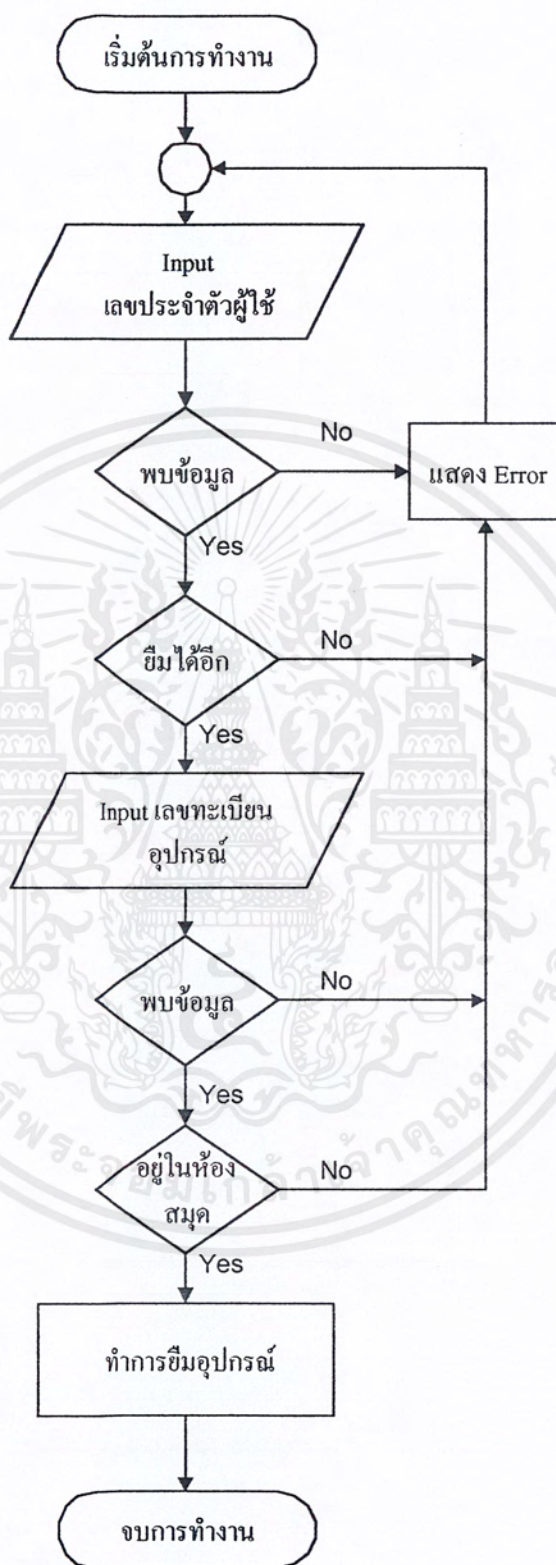 เริ่มต้นการทำงาน
Input
เลขประจำตัวผู้ใช้
พบข้อมูล
No
แสดง Error
Yes
ยืมได้อีก
No
Yes
Input เลขทะเบียน
อุปกรณ์
พบข้อมูล
No
Yes
อยู่ในห้อง
สมุด
No
Yes
ทำการยืมอุปกรณ์
จบการทำงาน